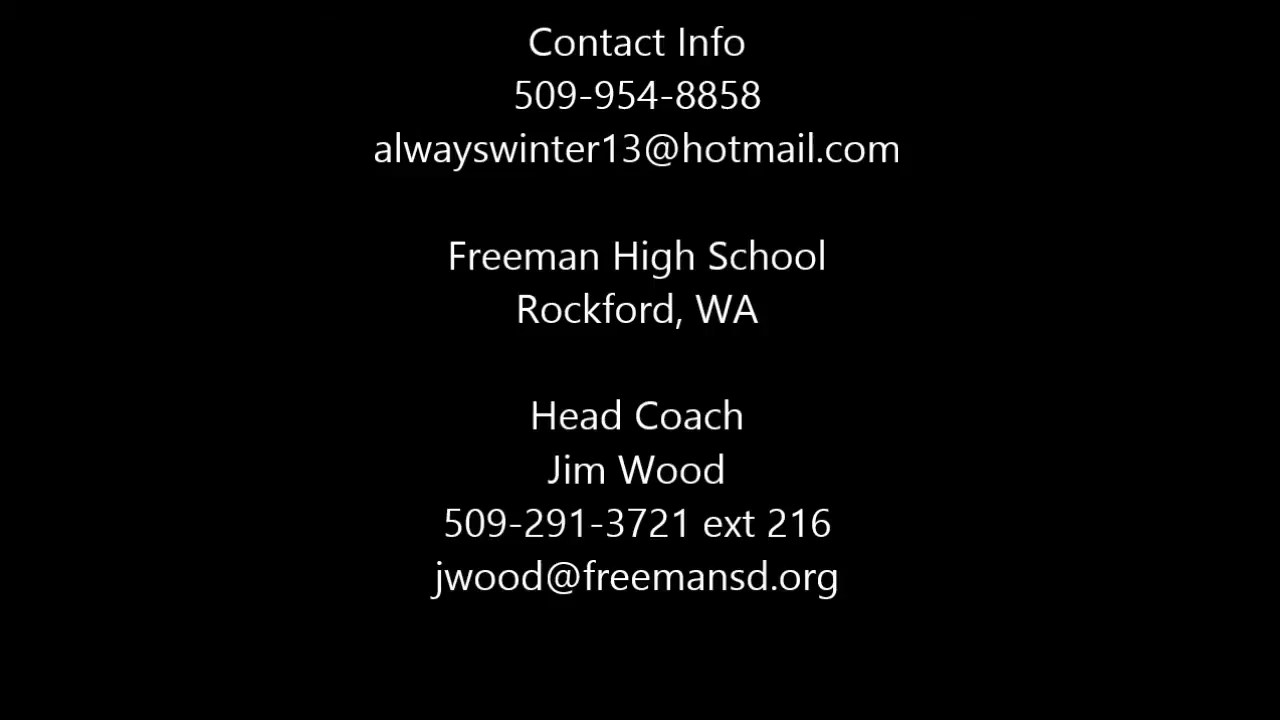 Contact Info
509-954-8858
alwayswinter13@hotmail.com
Freeman High School
Rockford, WA
Head Coach
Jim Wood
509-291-3721 ext 216
jwood@freemansd.org